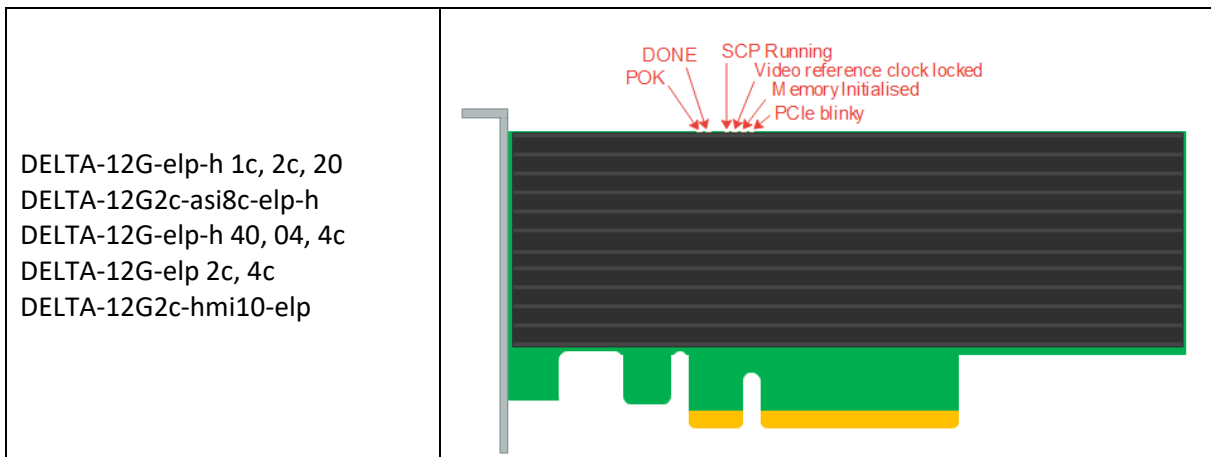 DELTA-12G-elp-h 1c, 2c, 20
DELTA-12G2c-asi8c-elp-h
DELTA-12G-elp-h 40, 04, 4c
DELTA-12G-elp 2c, 4c
DELTA-12G2c-hmi10-elp
POK
DONE
SCP Running
Video reference clock locked
Memory Initialised
PCIe blinky